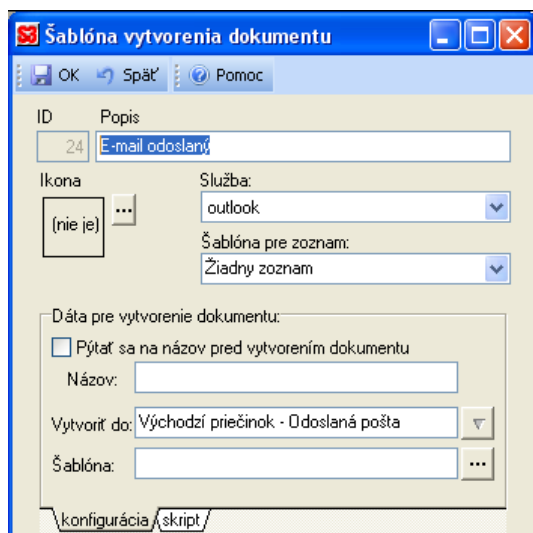 Šablóna vytvorenia dokumentu
OK Späť Pomoc
ID Popis
24 E-mail odoslaný
Ikona Služba:
(nie je) ... outlook
Šablóna pre zoznam:
Žiadny zoznam
Dáta pre vytvorenie dokumentu:
Pýtať sa na názov pred vytvorením dokumentu
Názov:
Vytvoriť do: Východzí priečinok - Odoslaná pošta
Šablóna: ...
konfigurácia skript